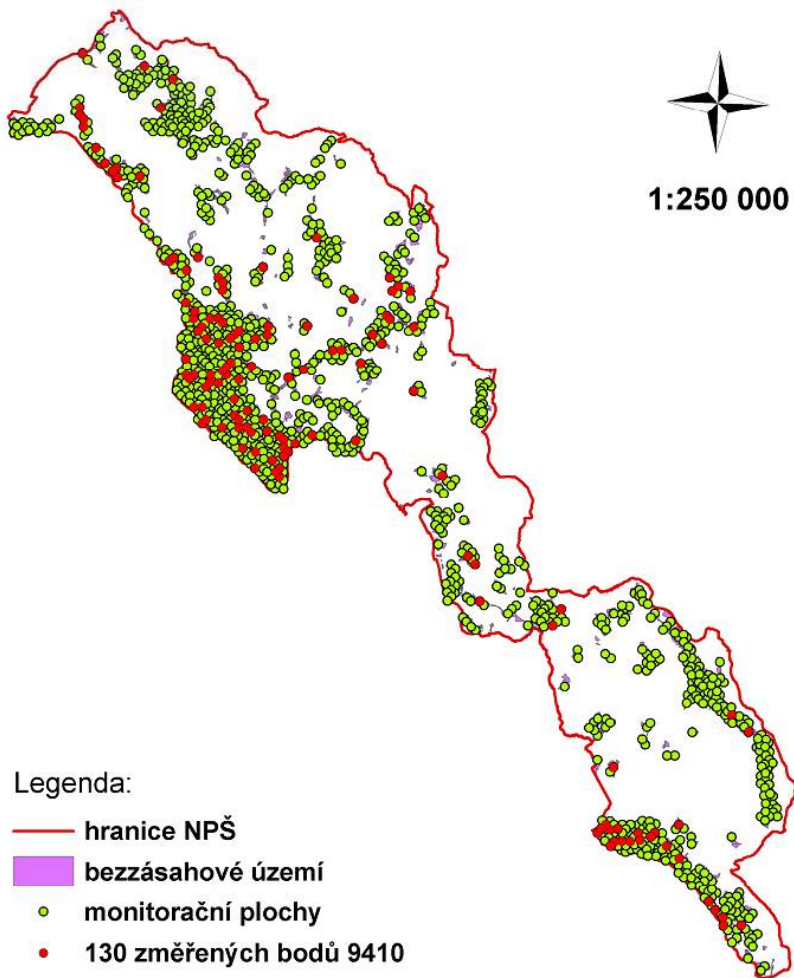 1:250 000
Legenda:
hranice NPŠ
bezzásahové území
monitorační plochy
130 změřených bodů 9410